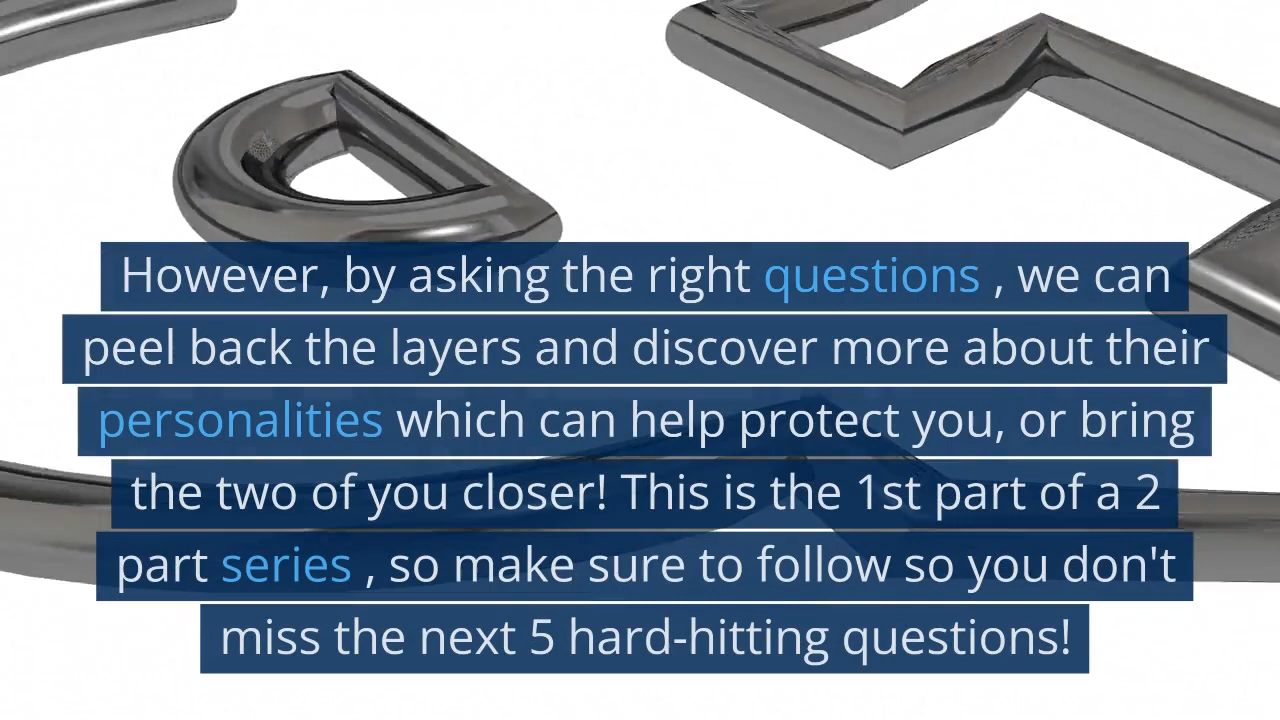 However, by asking the right questions , we can
peel back the layers and discover more about their
personalities which can help protect you, or bring
the two of you closer! This is the 1st part of a 2
part series , so make sure to follow so you don't
miss the next 5 hard-hitting questions!